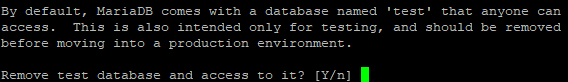 By default, MariaDB comes with a database named 'test' that anyone can
access.  This is also intended only for testing, and should be removed
before moving into a production environment.
Remove test database and access to it? [Y/n]